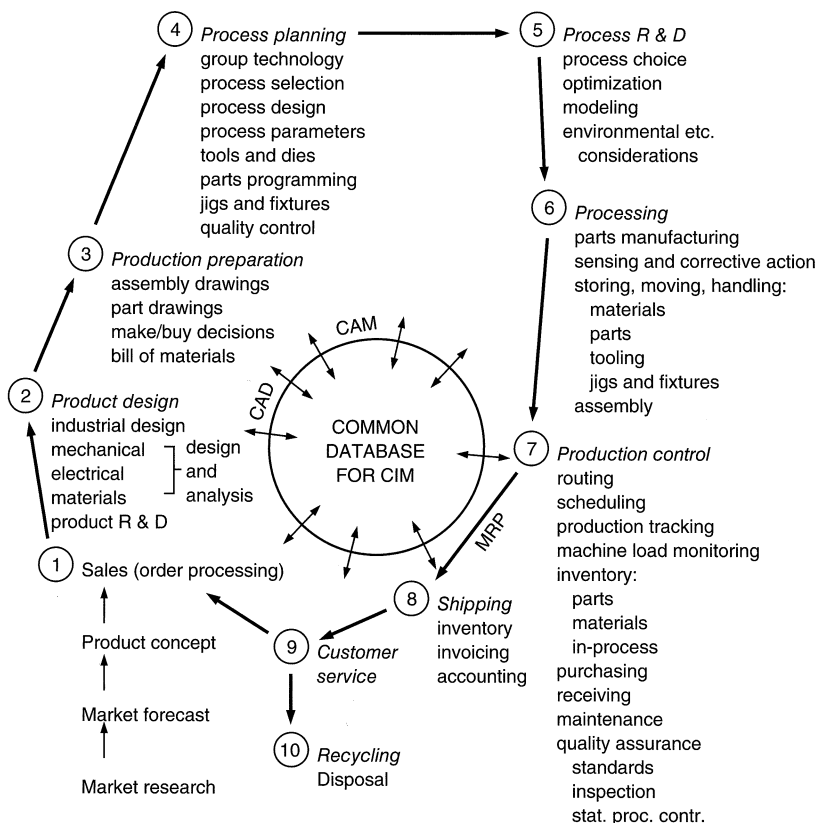 4 Process planning
group technology
process selection
process design
process parameters
tools and dies
parts programming
jigs and fixtures
quality control
5 Process R & D
process choice
optimization
modeling
environmental etc.
considerations
6 Processing
parts manufacturing
sensing and corrective action
storing, moving, handling:
materials
parts
tooling
jigs and fixtures
assembly
3 Production preparation
assembly drawings
part drawings
make/buy decisions
bill of materials
2 Product design
industrial design
mechanical
electrical
materials
design
and
analysis
product R & D
CAD
CAM
COMMON
DATABASE
FOR CIM
7 Production control
routing
scheduling
production tracking
machine load monitoring
inventory:
parts
materials
in-process
purchasing
receiving
maintenance
quality assurance
standards
inspection
stat. proc. contr.
MRP
1 Sales (order processing)
Product concept
Market forecast
Market research
8 Shipping
inventory
invoicing
accounting
9 Customer
service
10 Recycling
Disposal